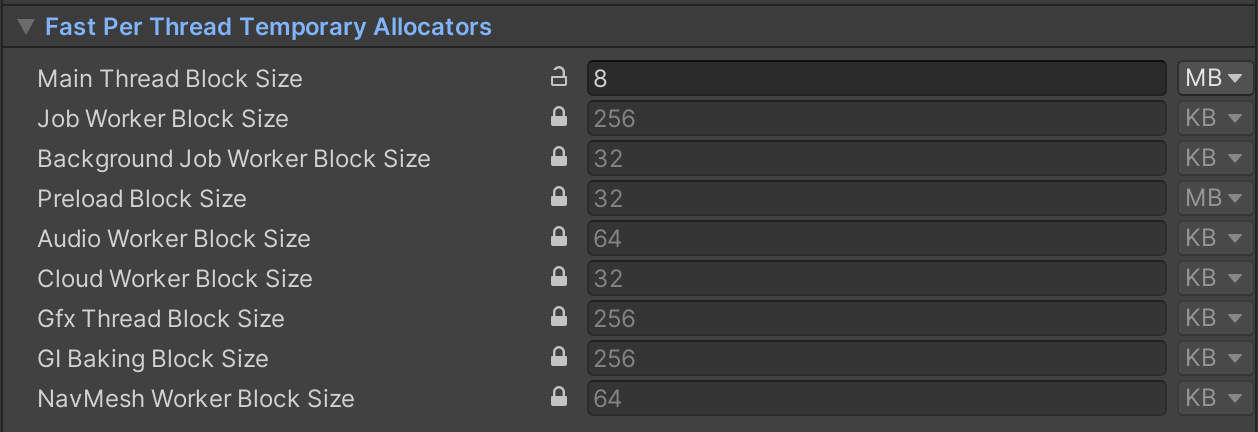 Fast Per Thread Temporary Allocators
Main Thread Block Size 8 MB
Job Worker Block Size 256 KB
Background Job Worker Block Size 32 KB
Preload Block Size 32 MB
Audio Worker Block Size 64 KB
Cloud Worker Block Size 32 KB
Gfx Thread Block Size 256 KB
GI Baking Block Size 256 KB
NavMesh Worker Block Size 64 KB